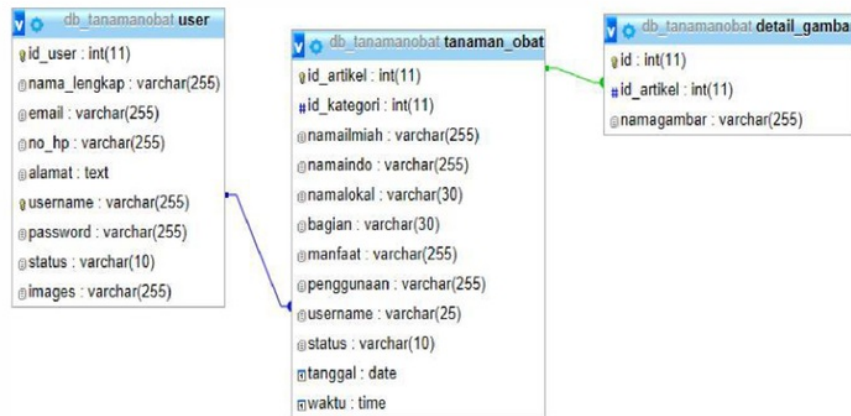 db_tanamanobat user
id_user : int(11)
nama_lengkap : varchar(255)
email : varchar(255)
no_hp : varchar(255)
alamat : text
username : varchar(255)
password : varchar(255)
status : varchar(10)
images : varchar(255)
db_tanamanobat tanaman_obat
id_artikel : int(11)
id_kategori : int(11)
namailmiah : varchar(255)
namaindo : varchar(255)
namalokal : varchar(30)
bagian : varchar(30)
manfaat : varchar(255)
penggunaan : varchar(255)
username : varchar(25)
status : varchar(10)
tanggal : date
waktu : time
db_tanamanobat detail_gambar
id : int(11)
id_artikel : int(11)
namagambar : varchar(255)